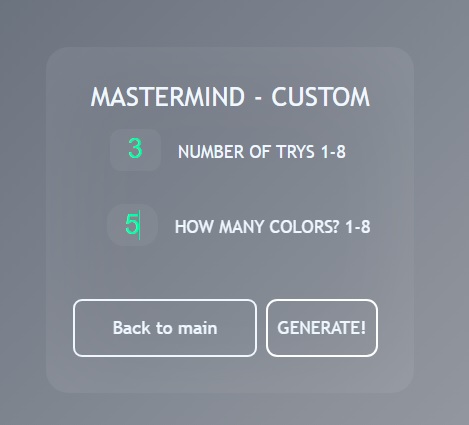 MASTERMIND - CUSTOM
3 NUMBER OF TRYS 1-8
5 HOW MANY COLORS? 1-8
Back to main GENERATE!